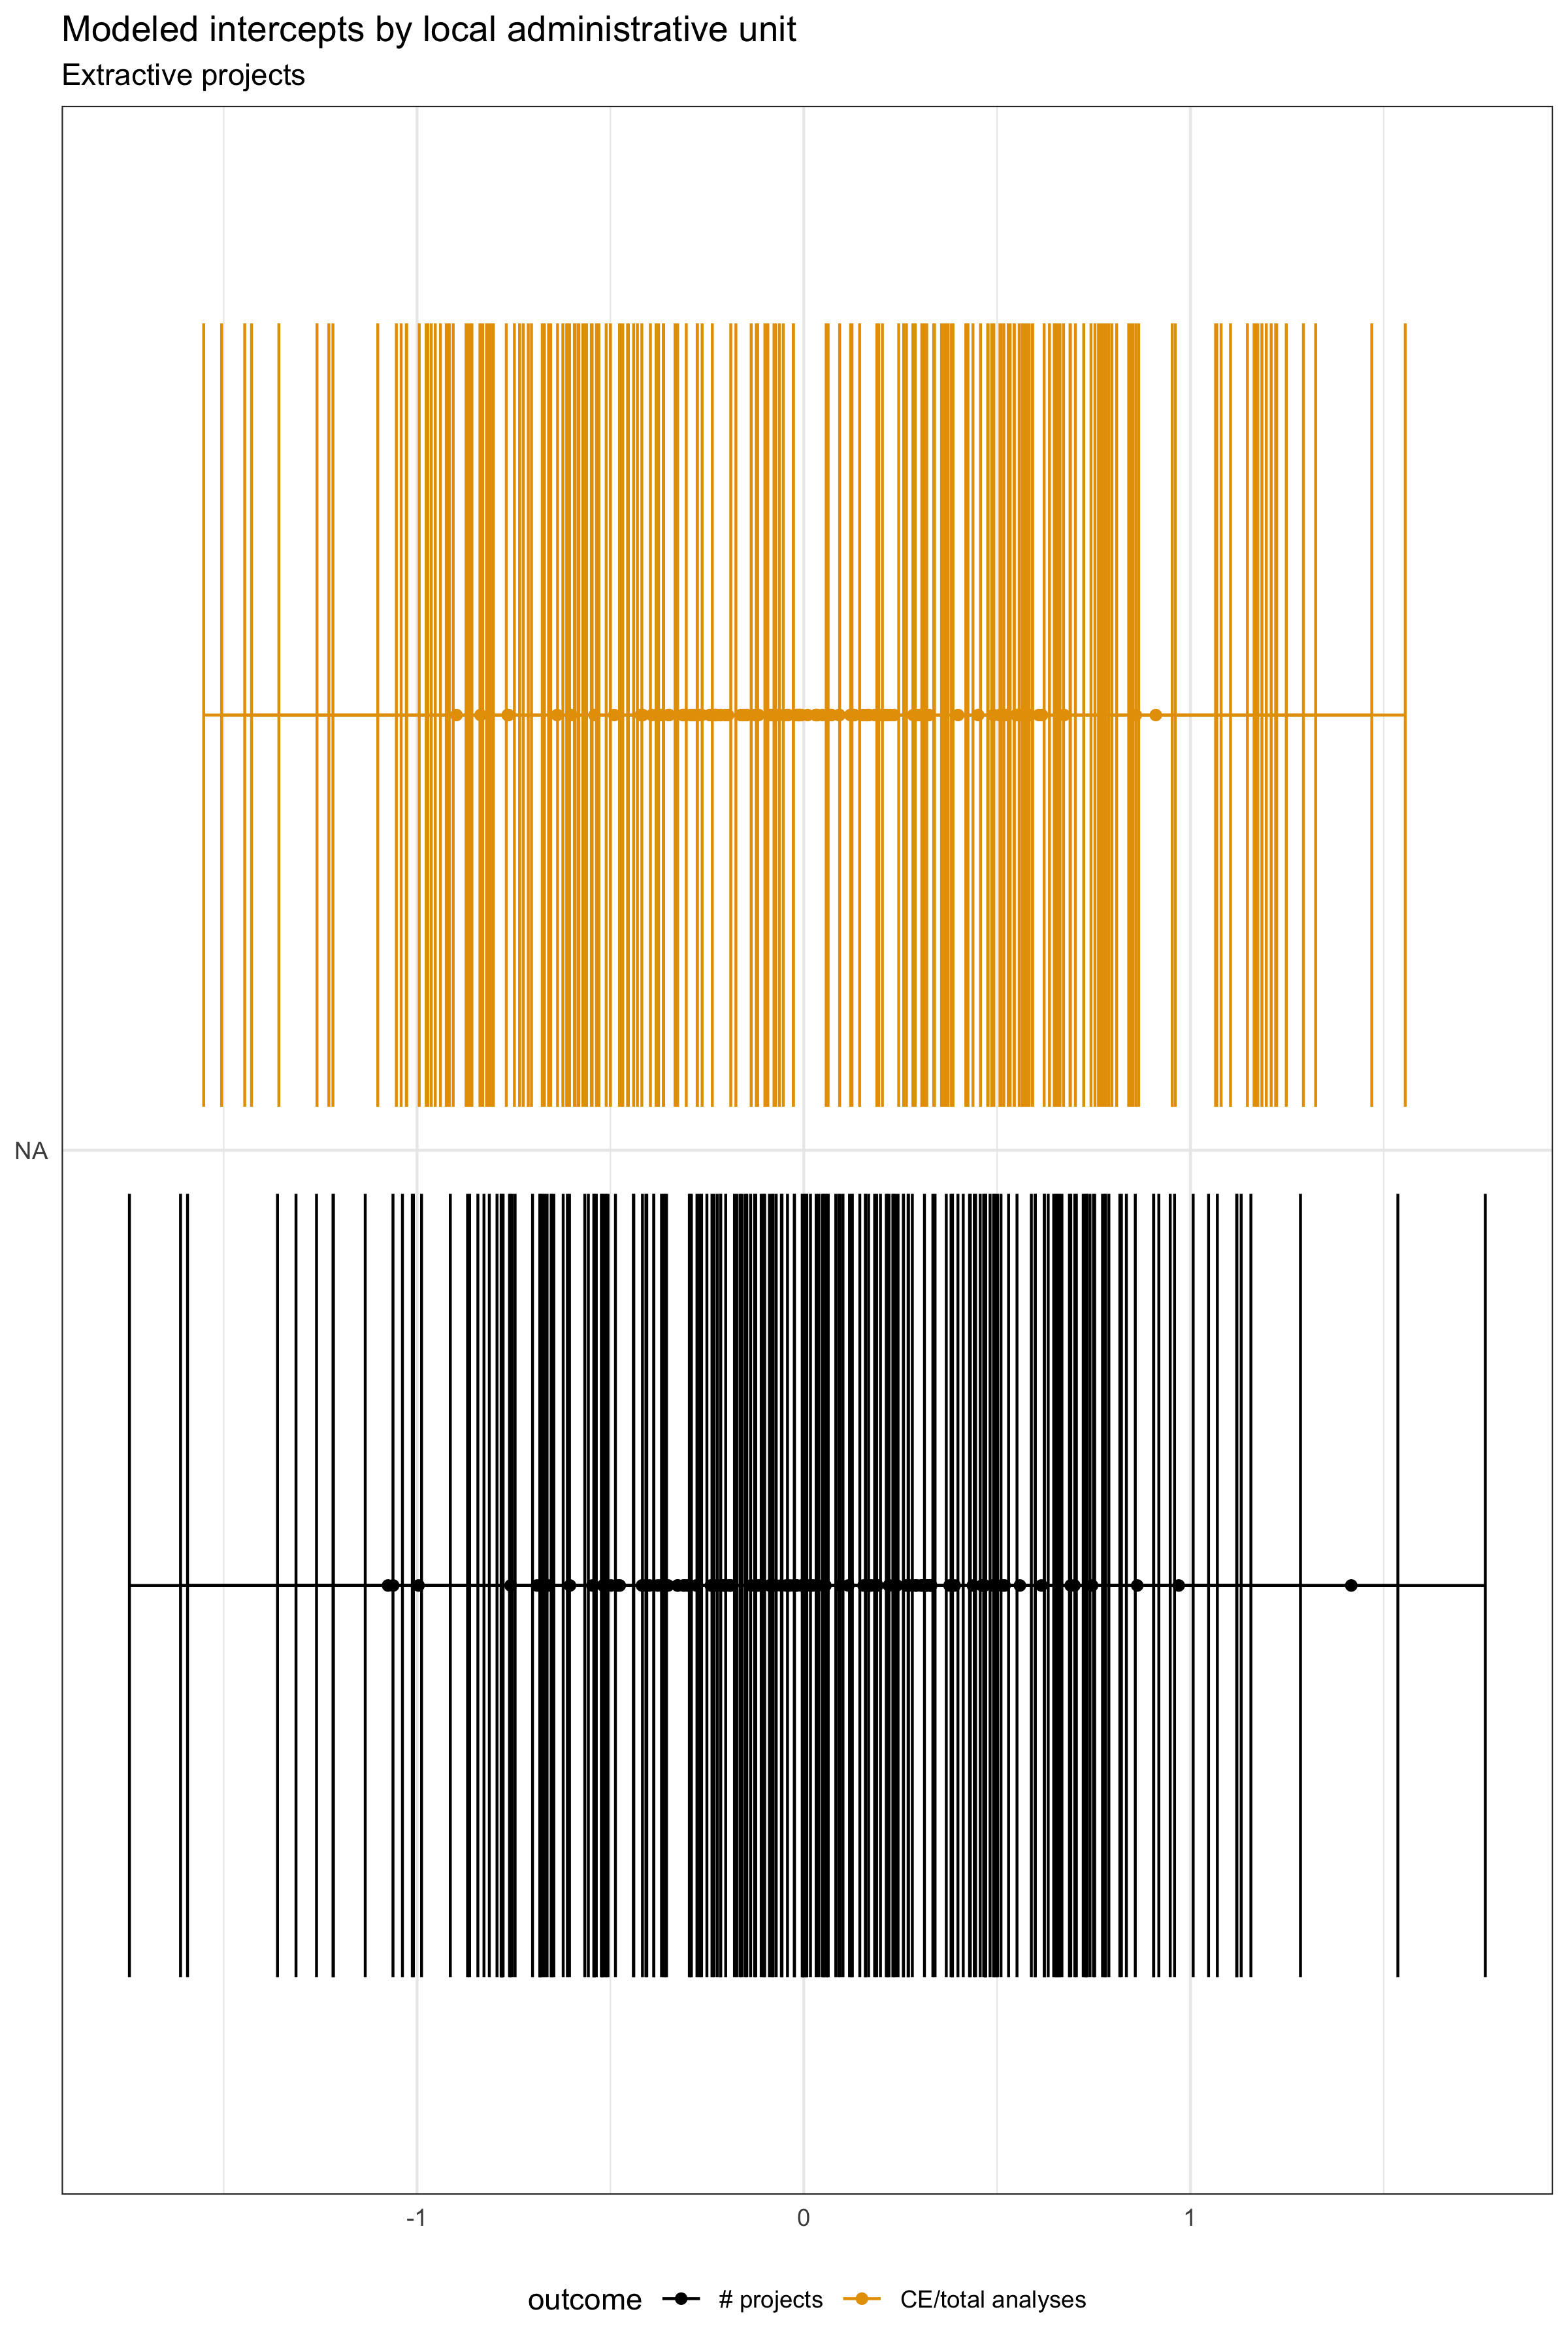 Modeled intercepts by local administrative unit
Extractive projects
NA
-1 0 1
outcome # projects CE/total analyses